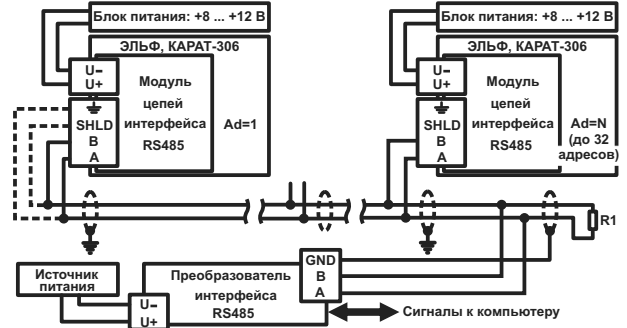 Блок питания: +8 ... +12 В
ЭЛЬФ, КАРАТ-306
U-
U+
SHLD
B
A
Модуль
цепей
интерфейса
RS485
Ad=1
Блок питания: +8 ... +12 В
ЭЛЬФ, КАРАТ-306
U-
U+
SHLD
B
A
Модуль
цепей
интерфейса
RS485
Ad=N
(до 32
адресов)
R1
Источник
питания
U-
U+
Преобразователь
интерфейса
RS485
GND
B
A
Сигналы к компьютеру